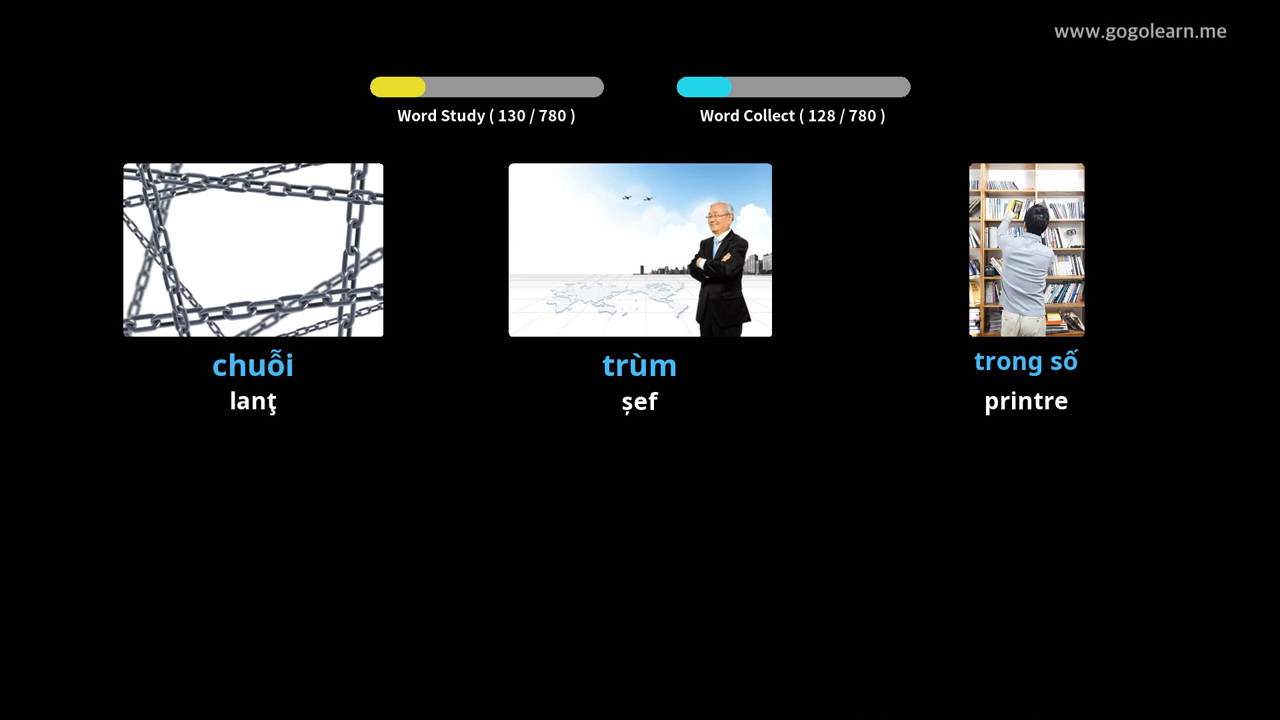 www.gogolearn.me
Word Study ( 130 / 780 )
Word Collect ( 128 / 780 )
chuỗi
lanţ
trùm
șef
trong số
printre